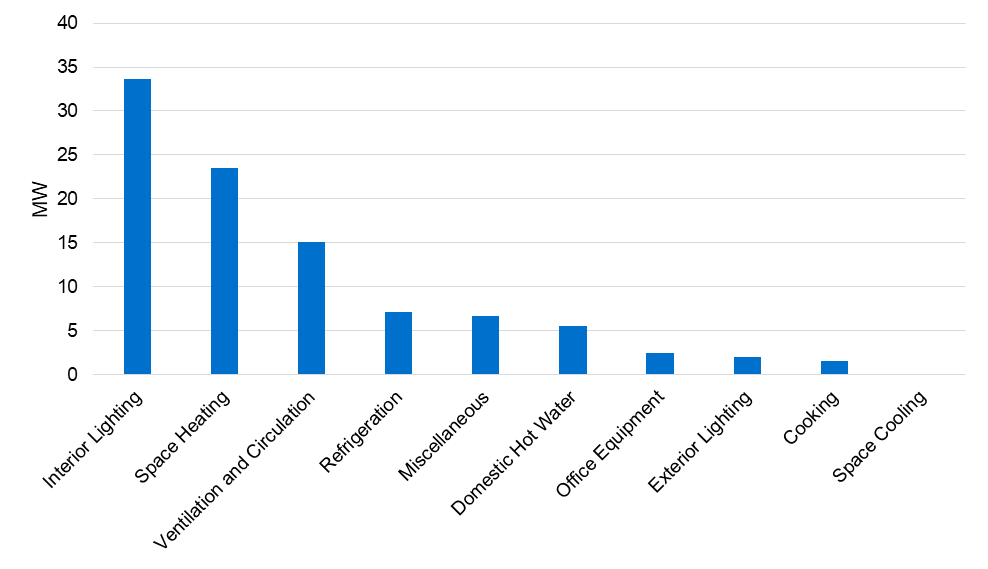 40
35
30
25
20
15
10
5
0
MW
Interior Lighting
Space Heating
Ventilation and Circulation
Refrigeration
Miscellaneous
Domestic Hot Water
Office Equipment
Exterior Lighting
Cooking
Space Cooling